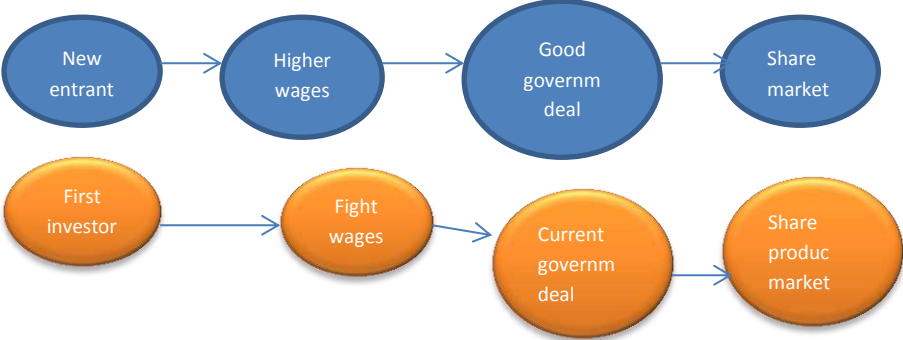 New
entrant
Higher
wages
Good
governm
deal
Share
market
First
investor
Fight
wages
Current
governm
deal
Share
produc
market